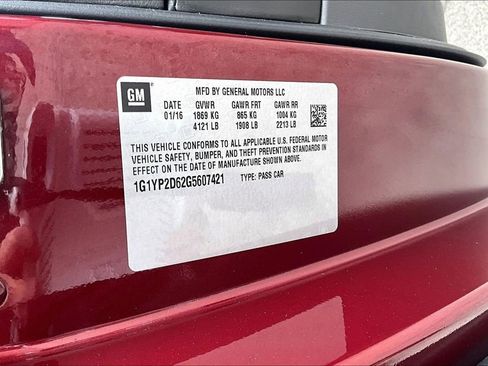 GM
MFD BY GENERAL MOTORS LLC
DATE GVWR GAWR FRT GAWR RR
01/16 1869 KG 865 KG 1004 KG
4121 LB 1908 LB 2213 LB
THIS VEHICLE CONFORMS TO ALL APPLICABLE U.S. FEDERAL MOTOR
VEHICLE SAFETY, BUMPER, AND THEFT PREVENTION STANDARDS IN
EFFECT ON THE DATE OF MANUFACTURE SHOWN ABOVE.
1G1YP2D62G5607421 TYPE: PASS CAR